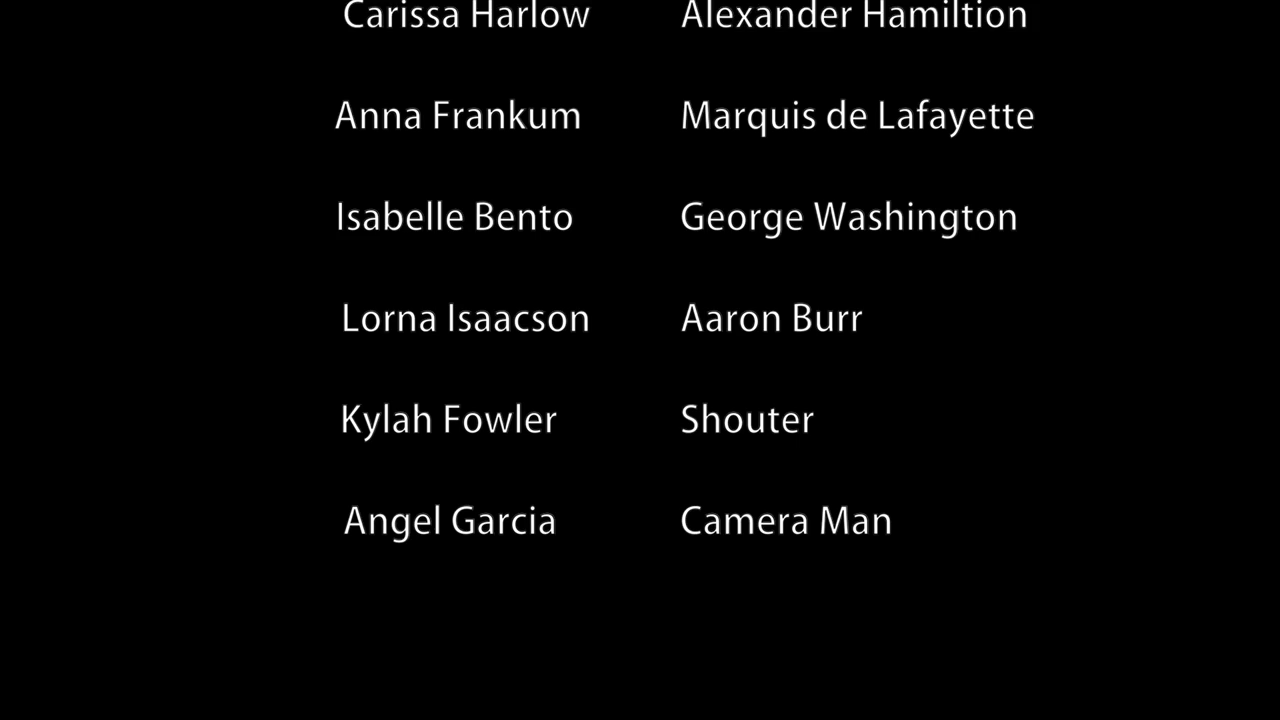 Carissa Harlow Alexander Hamiltion
Anna Frankum Marquis de Lafayette
Isabelle Bento George Washington
Lorna Isaacson Aaron Burr
Kylah Fowler Shouter
Angel Garcia Camera Man